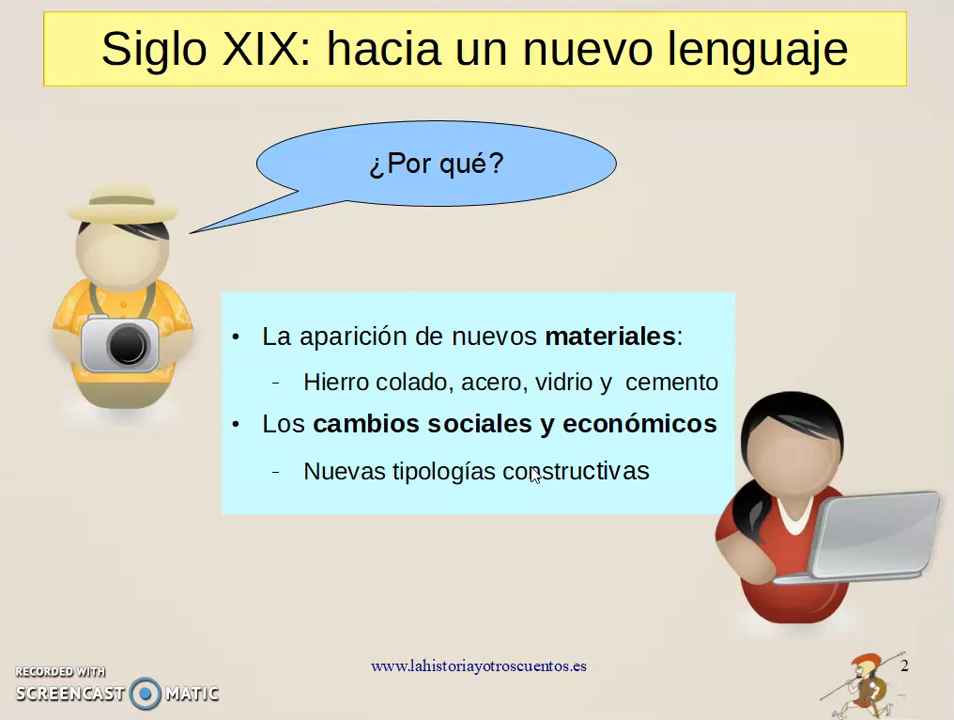 Siglo XIX: hacia un nuevo lenguaje
¿Por qué?
• La aparición de nuevos materiales:
- Hierro colado, acero, vidrio y cemento
• Los cambios sociales y económicos
- Nuevas tipologías constructivas
www.lahistoriayotroscuentos.es
2
RECORDED WITH
SCREENCAST MATIC